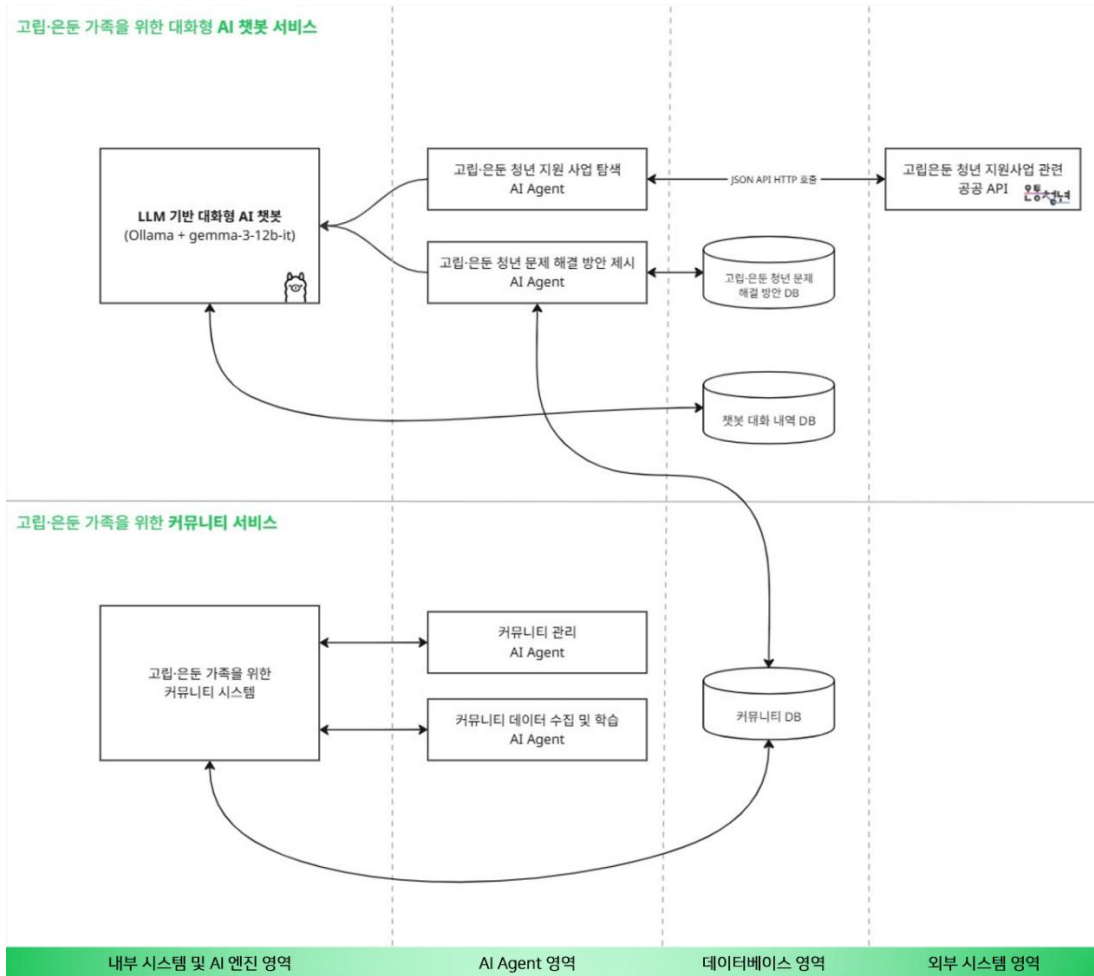 고립·은둔 가족을 위한 대화형 AI 챗봇 서비스
LLM 기반 대화형 AI 챗봇
(Ollama + gemma-3-12b-it)
고립·은둔 청년 지원 사업 탐색
AI Agent
JSON API HTTP 호출
고립은둔 청년 지원사업 관련
공공 API
온통청년
고립·은둔 청년 문제 해결 방안 제시
AI Agent
고립·은둔 청년 문제
해결 방안 DB
챗봇 대화 내역 DB
고립·은둔 가족을 위한 커뮤니티 서비스
고립·은둔 가족을 위한
커뮤니티 시스템
커뮤니티 관리
AI Agent
커뮤니티 데이터 수집 및 학습
AI Agent
커뮤니티 DB
내부 시스템 및 AI 엔진 영역
AI Agent 영역
데이터베이스 영역
외부 시스템 영역